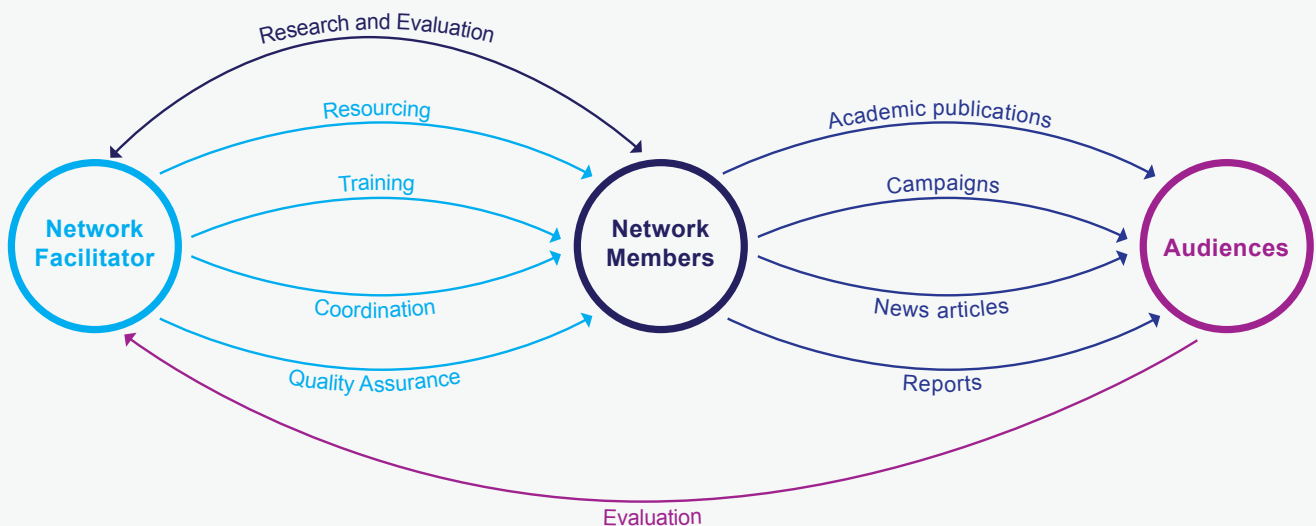 Research and Evaluation
Resourcing
Training
Coordination
Quality Assurance
Network
Facilitator
Network
Members
Academic publications
Campaigns
News articles
Reports
Audiences
Evaluation